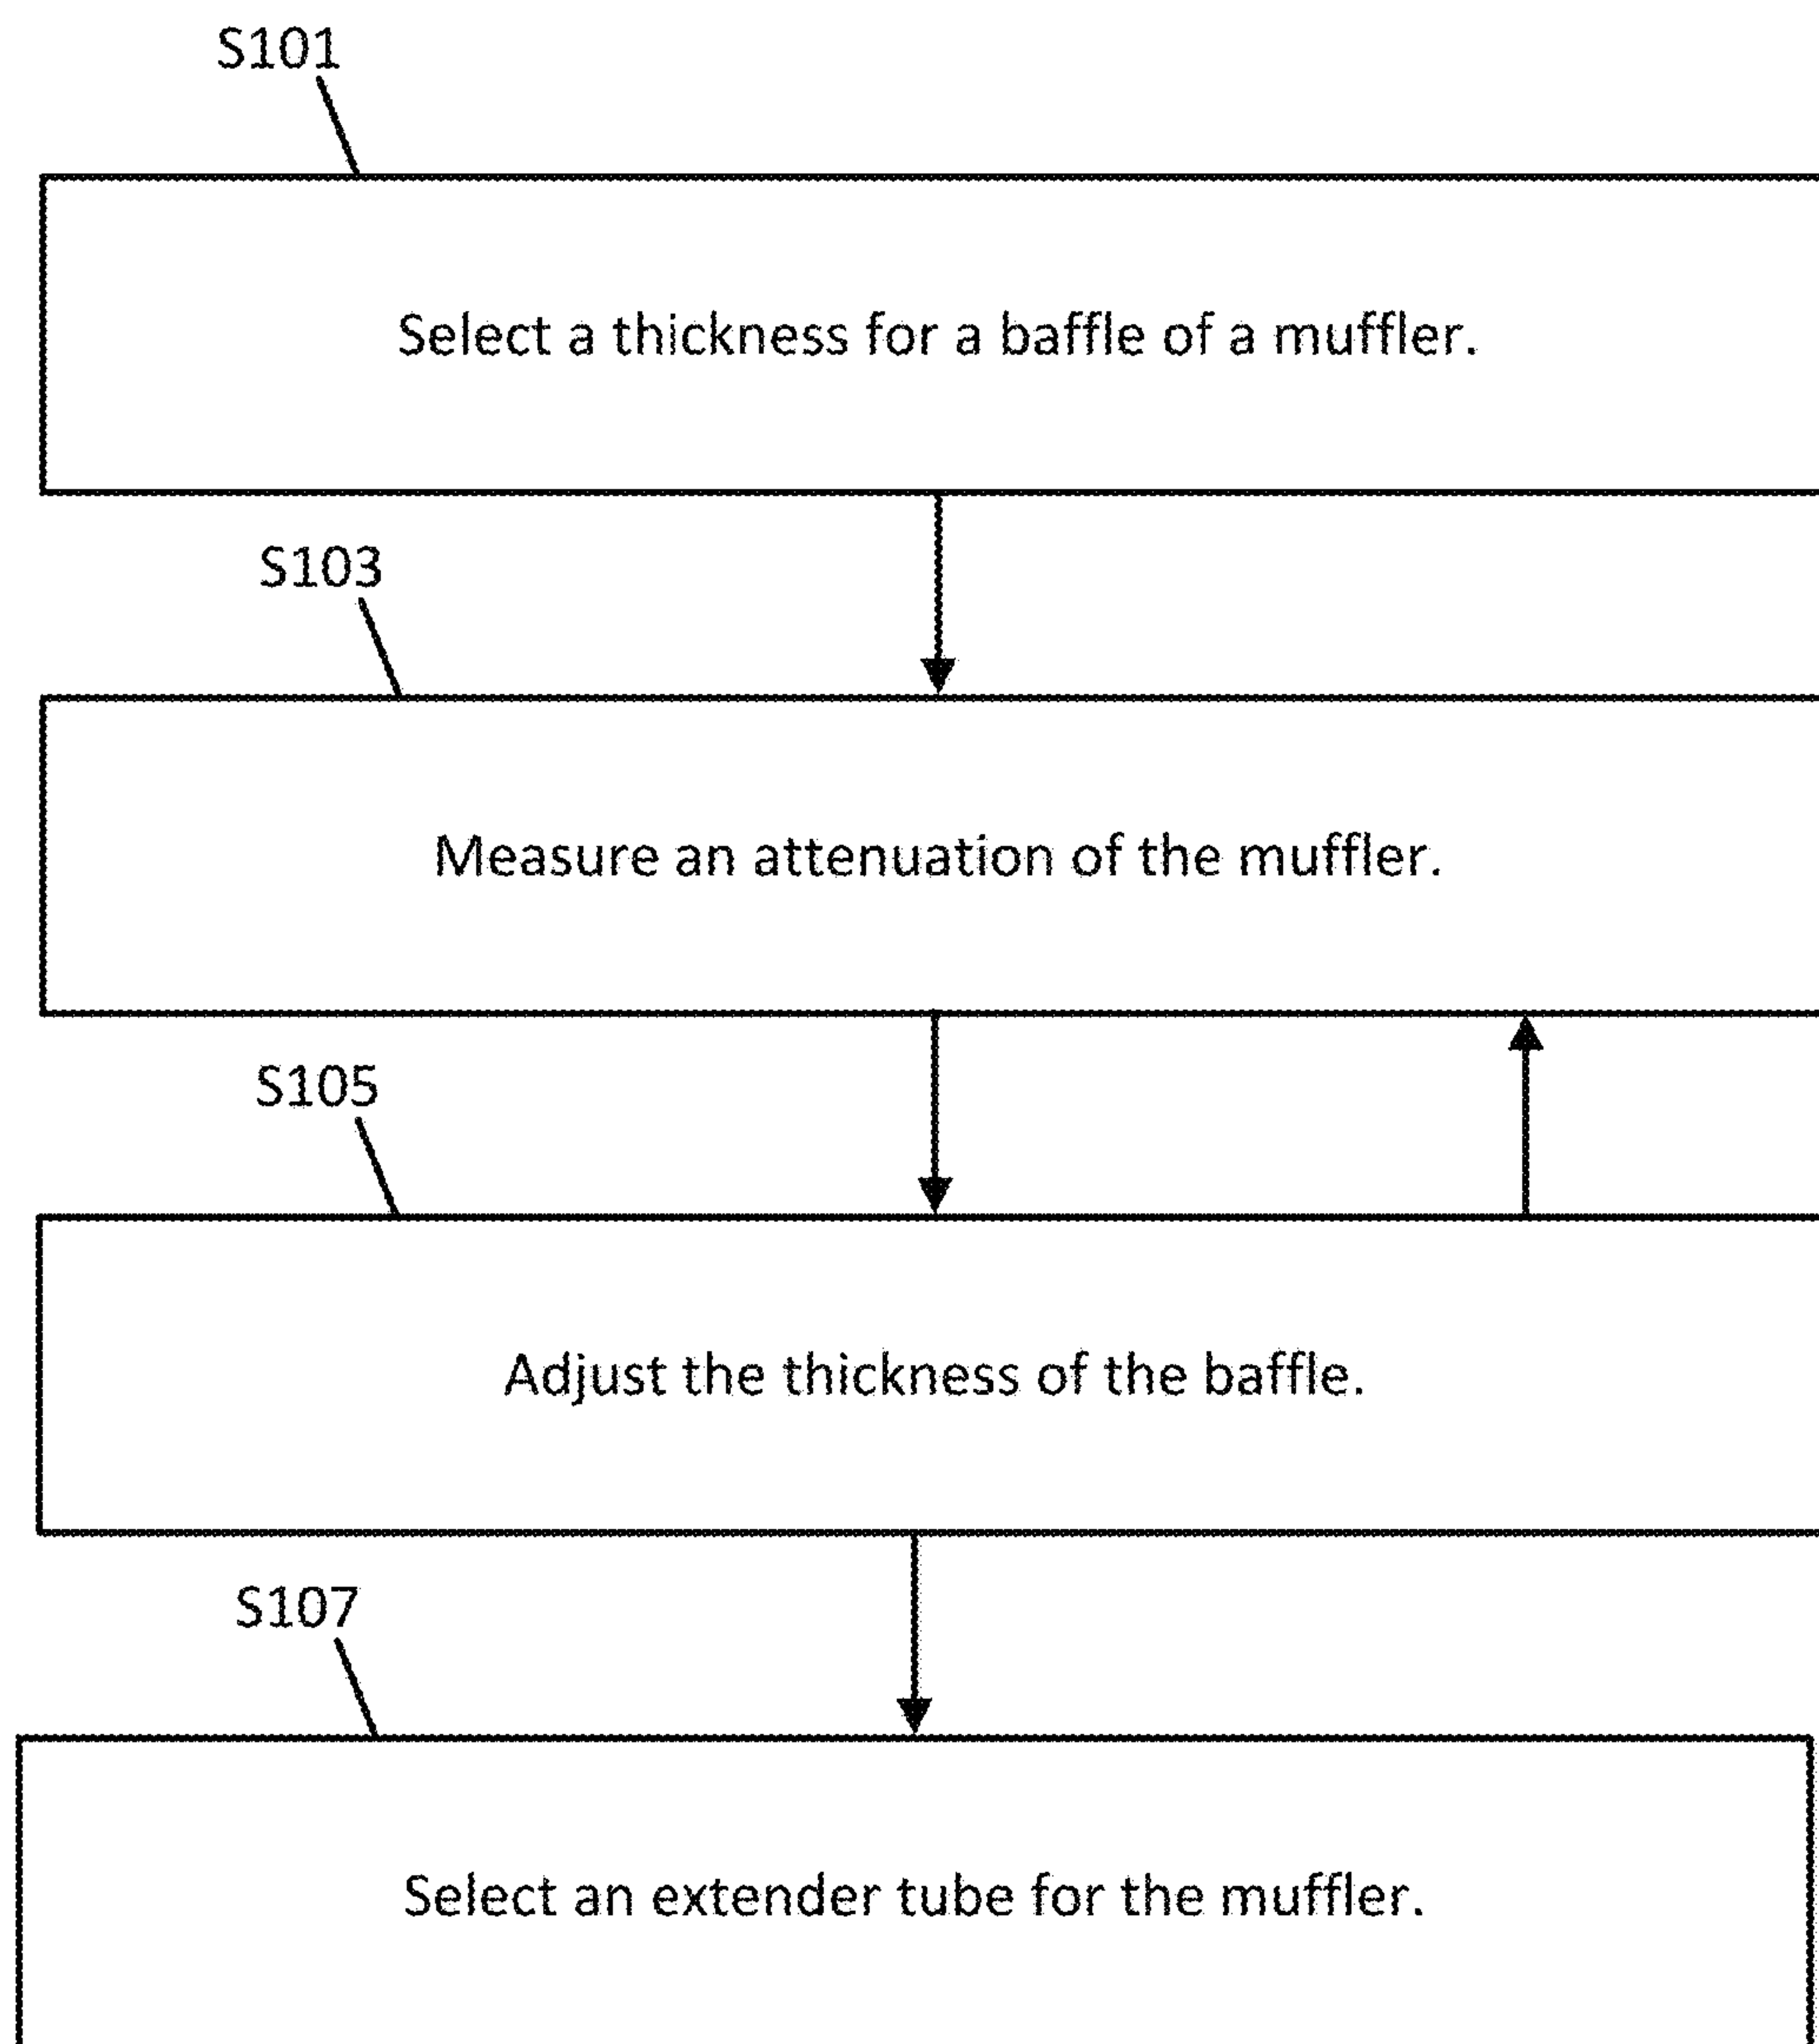 S101
Select a thickness for a baffle of a muffler.
S103
Measure an attenuation of the muffler.
S105
Adjust the thickness of the baffle.
S107
Select an extender tube for the muffler.